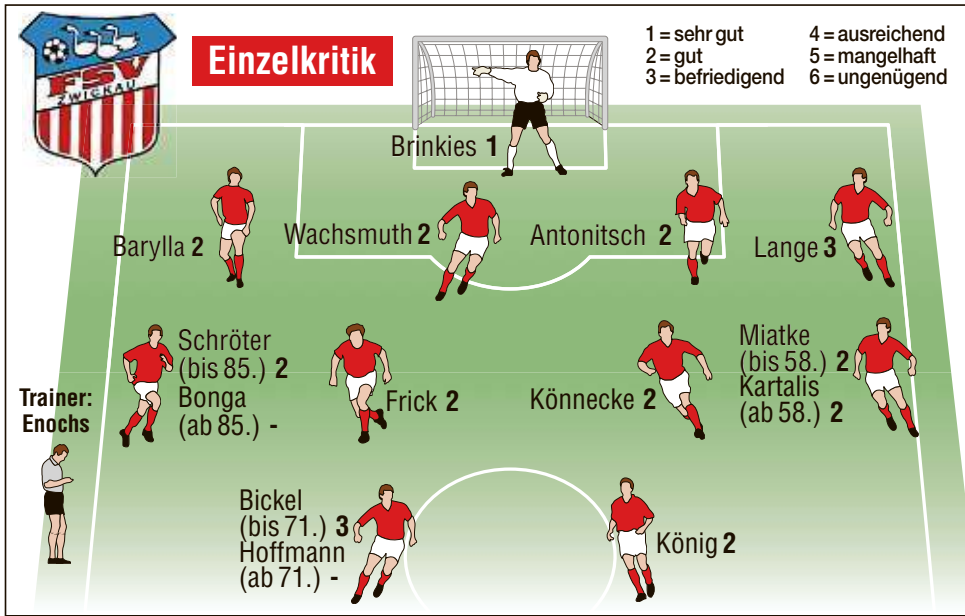 FSV
ZWICKAU
Einzelkritik
1 = sehr gut
2 = gut
3 = befriedigend
4 = ausreichend
5 = mangelhaft
6 = ungenügend
Brinkies 1
Barylla 2
Wachsmuth 2
Antonitsch 2
Lange 3
Schröter
(bis 85.) 2
Bonga
(ab 85.) -
Frick 2
Könnecke 2
Miatke
(bis 58.) 2
Kartalis
(ab 58.) 2
Trainer:
Enochs
Bickel
(bis 71.) 3
Hoffmann
(ab 71.) -
König 2